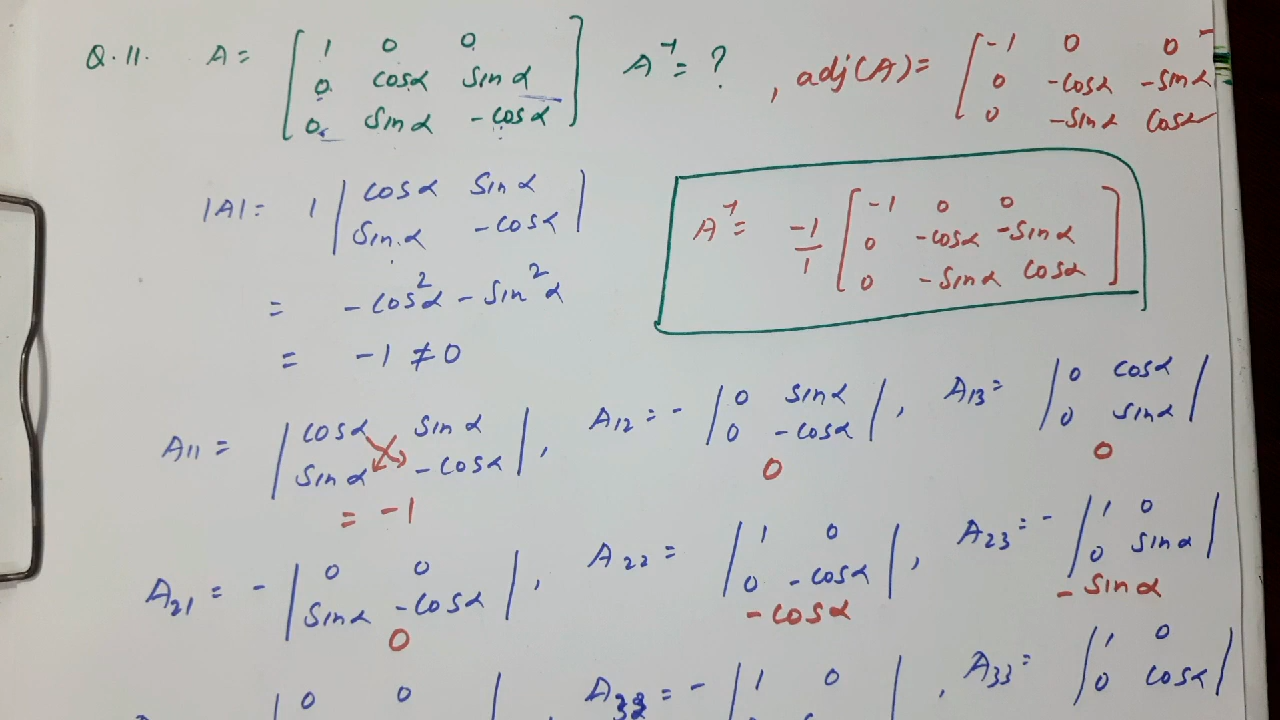 Q.11. A = [ 1 0 0 A⁻¹ = ? , adj(A) = [ -1 0 0
0 cosα sinα 0 -cosα -sinα
0 sinα -cosα ] 0 -sinα cosα
|A| = 1 | cosα sinα
sin α -cosα |
= -cos²α - sin²α
= -1 ≠ 0
A⁻¹ = -1/1 [ -1 0 0
0 -cosα -sinα
0 -sinα cosα ]
A11 = | cosα sinα | , A12 = - | 0 sinα | , A13 = | 0 cosα |
sinα -cosα 0 -cosα 0 sinα
= -1 0 0
A21 = - | 0 0 | , A22 = | 1 0 | , A23 = - | 1 0 |
sinα -cosα 0 -cosα 0 sinα
0 -cosα -sinα
0 0 A32 = - | 1 0 | , A33 = | 1 0 |
0 cosα